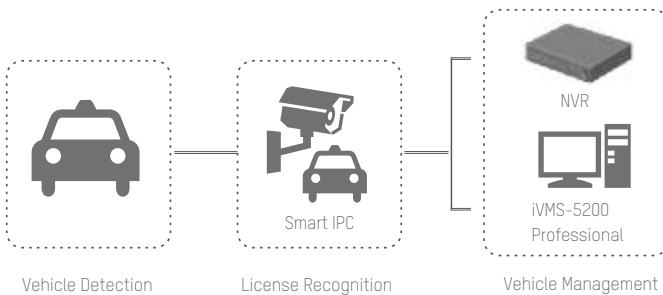 NVR
Smart IPC
iVMS-5200
Professional
Vehicle Detection
License Recognition
Vehicle Management